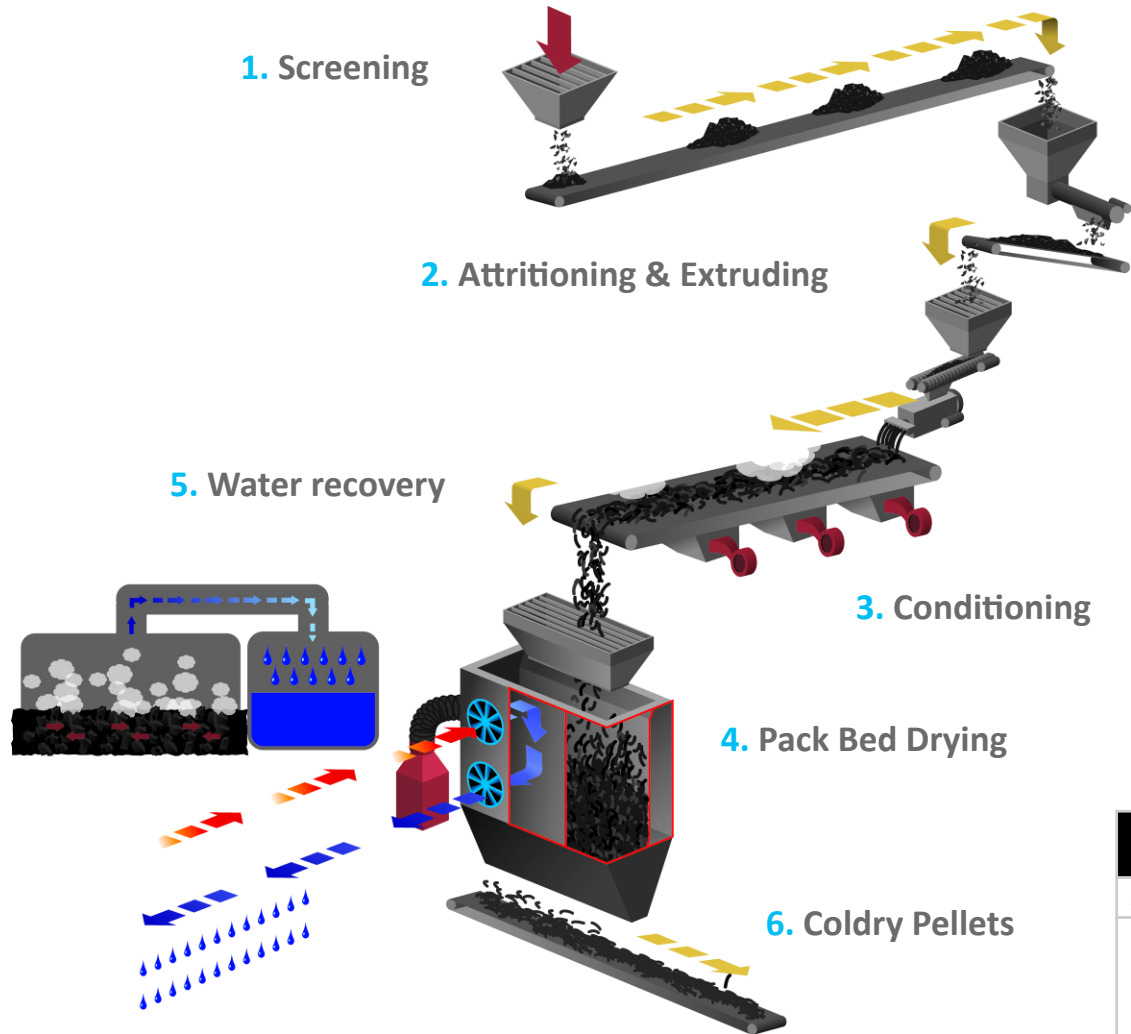 1. Screening
2. Attritioning & Extruding
5. Water recovery
3. Conditioning
4. Pack Bed Drying
6. Coldry Pellets